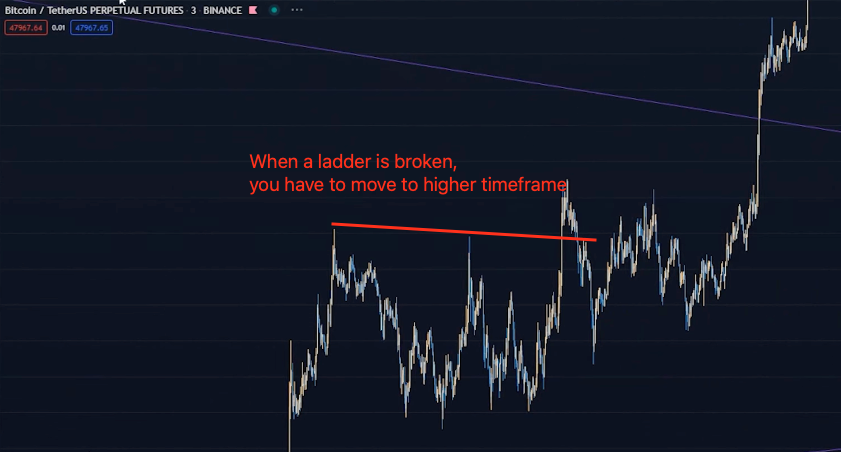 Bitcoin / TetherUS PERPETUAL FUTURES · 3 · BINANCE
47967.64 0.01 47967.65
When a ladder is broken,
you have to move to higher timeframe